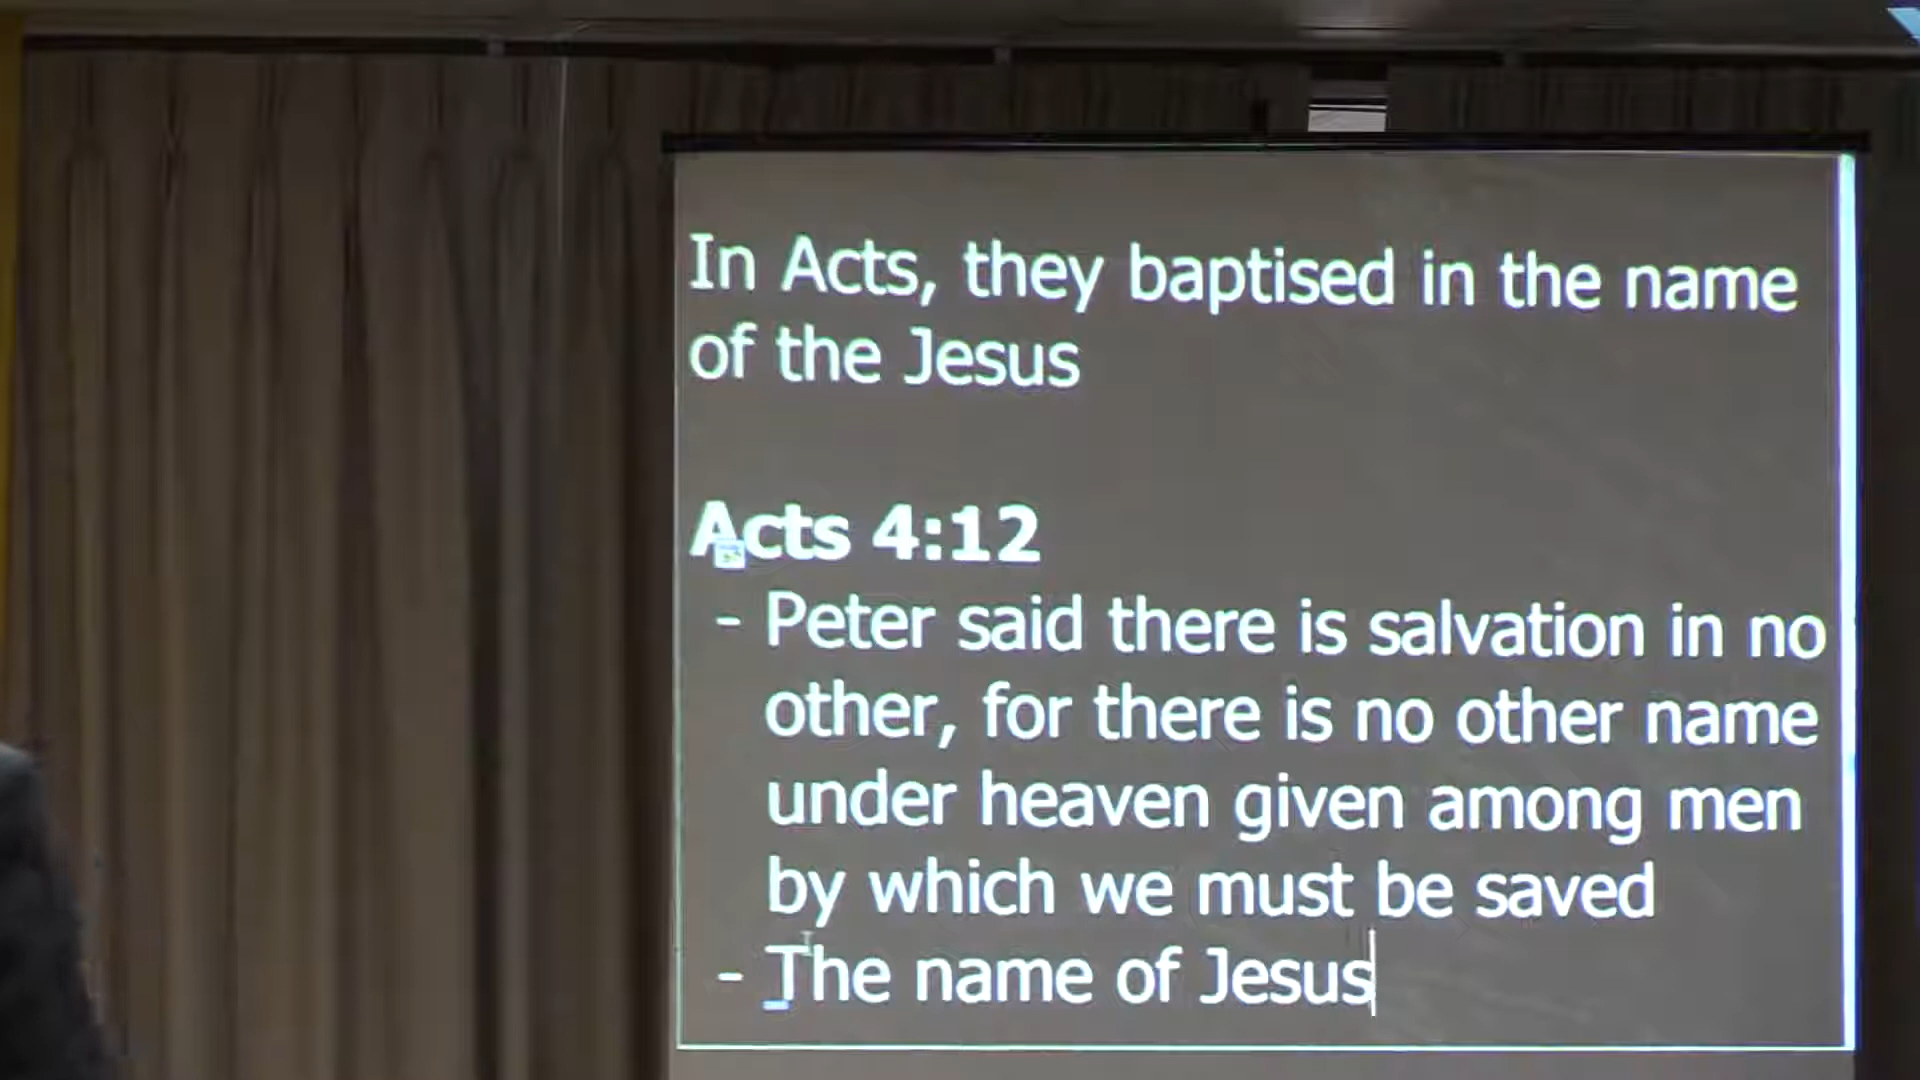 In Acts, they baptised in the name
of the Jesus
Acts 4:12
- Peter said there is salvation in no
other, for there is no other name
under heaven given among men
by which we must be saved
- The name of Jesus